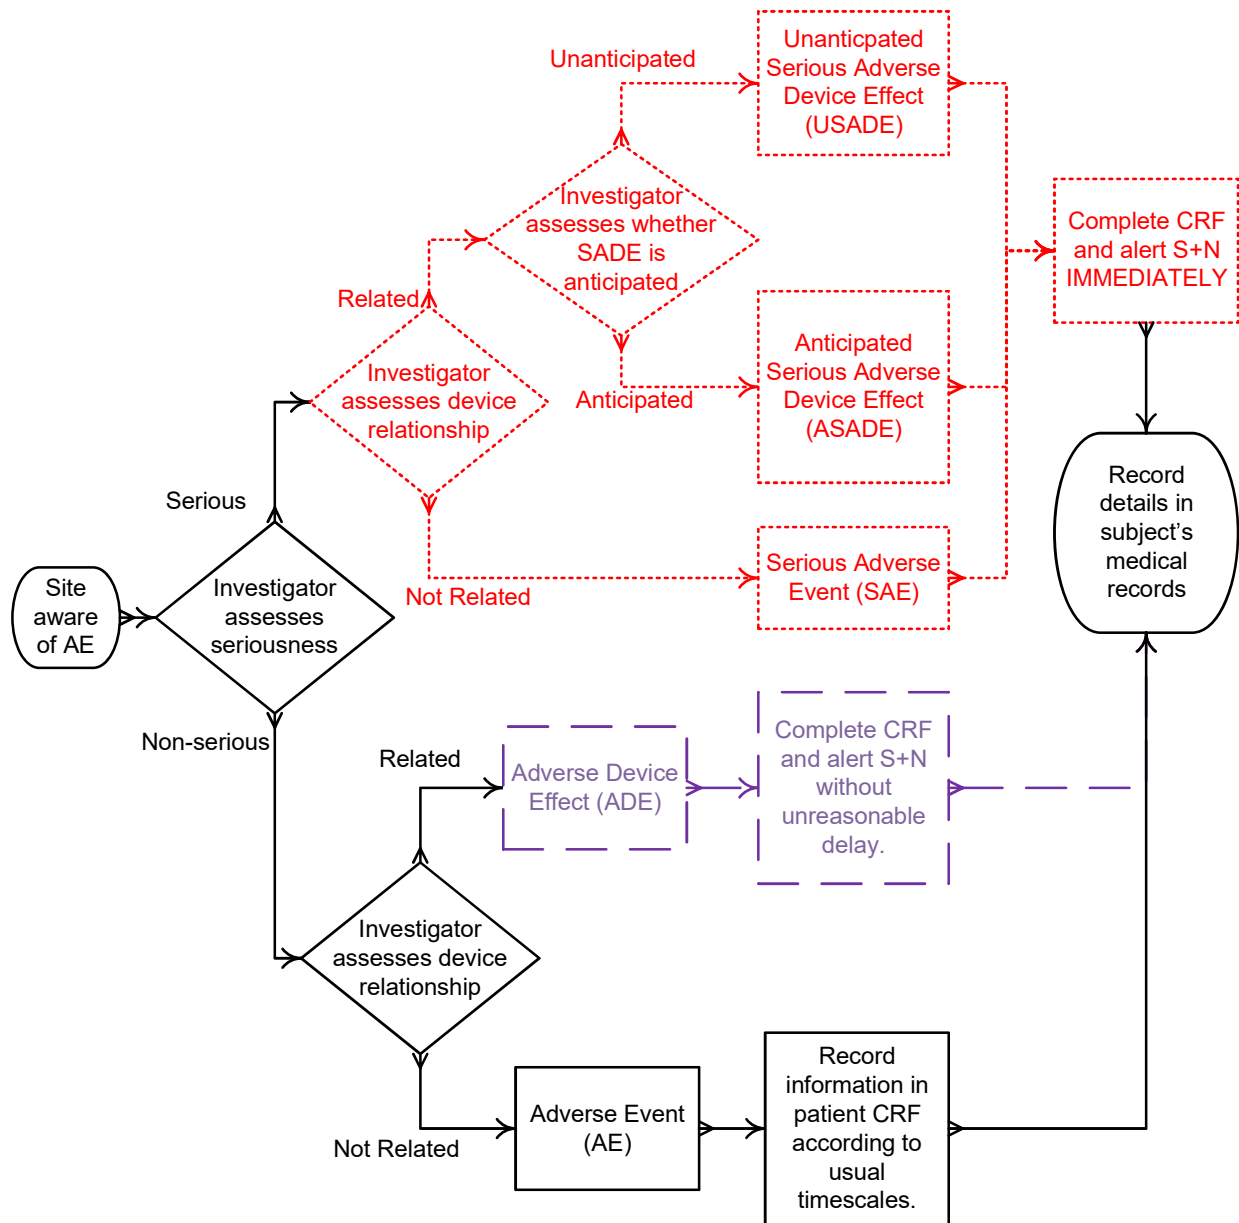 Unanticpated
Serious Adverse
Device Effect
(USADE)
Unanticipated
Investigator
assesses whether
SADE is
anticipated
Complete CRF
and alert S+N
IMMEDIATELY
Related
Anticipated
Serious Adverse
Device Effect
(ASADE)
Anticipated
Investigator
assesses device
relationship
Record
details in
subject’s
medical
records
Serious
Serious Adverse
Event (SAE)
Not Related
Site
aware
of AE
Investigator
assesses
seriousness
Non-serious
Related
Adverse Device
Effect (ADE)
Complete CRF
and alert S+N
without
unreasonable
delay.
Investigator
assesses device
relationship
Not Related
Adverse Event
(AE)
Record
information in
patient CRF
according to
usual
timescales.